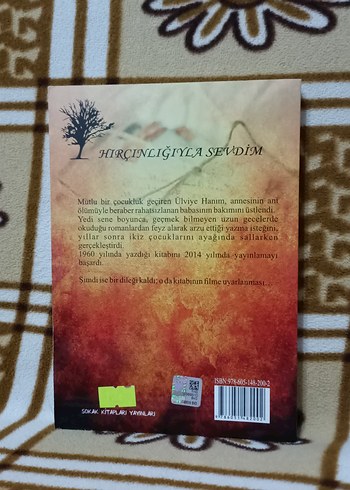 HIRÇINLIĞIYLA SEVDİM
Mutlu bir çocukluk geçiren Ülviye Hanım, annesinin ani
ölümüyle beraber rahatsızlanan babasının bakımını üstlendi.
Yedi sene boyunca, geçmek bilmeyen uzun gecelerde
okuduğu romanlardan feyz alarak arzu ettiği yazma isteğini,
yıllar sonra ikiz çocuklarını ayağında sallarken
gerçekleştirdi.
1960 yılında yazdığı kitabını 2014 yılında yayınlamayı
başardı.
Şimdi ise bir dileği kaldı; o da kitabının filme uyarlanması...
ISBN: 978-605-148-200-2
SOKAK KİTAPLARI YAYINLARI